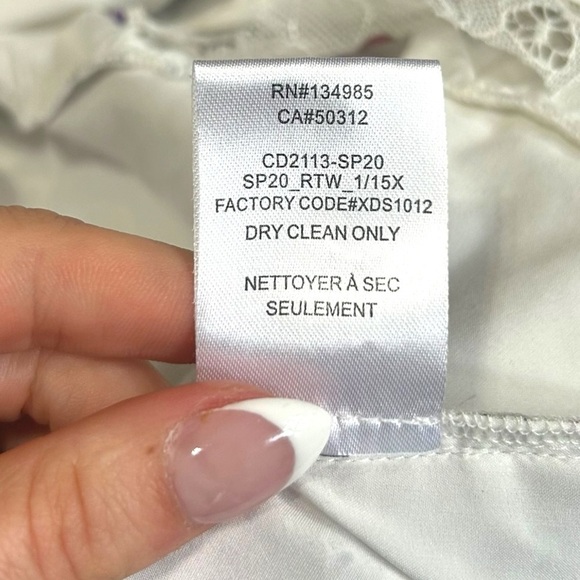 RN#134985
CA#50312
CD2113-SP20
SP20_RTW_1/15X
FACTORY CODE#XDS1012
DRY CLEAN ONLY
NETTOYER À SEC
SEULEMENT